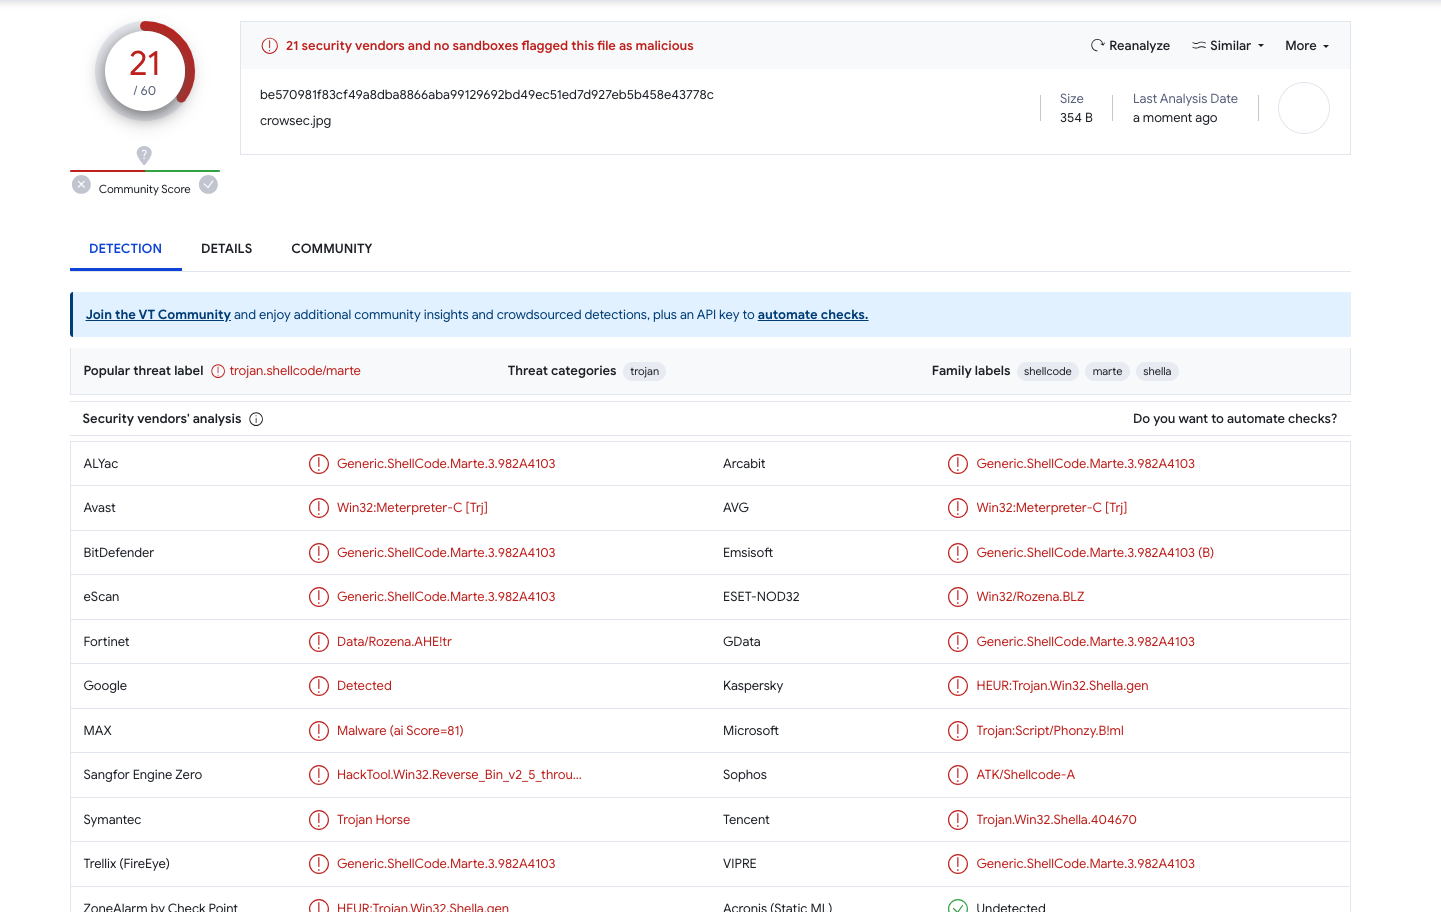 21
/ 60
Community Score
21 security vendors and no sandboxes flagged this file as malicious
Reanalyze
Similar
More
be570981f83cf49a8dba8866aba99129692bd49ec51ed7d927eb5b458e43778c
crowsec.jpg
Size
354 B
Last Analysis Date
a moment ago
DETECTION
DETAILS
COMMUNITY
Join the VT Community and enjoy additional community insights and crowdsourced detections, plus an API key to automate checks.
Popular threat label trojan.shellcode/marte
Threat categories trojan
Family labels shellcode marte shella
Security vendors' analysis
Do you want to automate checks?
ALYac Generic.ShellCode.Marte.3.982A4103 Arcabit Generic.ShellCode.Marte.3.982A4103
Avast Win32:Meterpreter-C [Trj] AVG Win32:Meterpreter-C [Trj]
BitDefender Generic.ShellCode.Marte.3.982A4103 Emsisoft Generic.ShellCode.Marte.3.982A4103 (B)
eScan Generic.ShellCode.Marte.3.982A4103 ESET-NOD32 Win32/Rozena.BLZ
Fortinet Data/Rozena.AHE!tr GData Generic.ShellCode.Marte.3.982A4103
Google Detected Kaspersky HEUR:Trojan.Win32.Shella.gen
MAX Malware (ai Score=81) Microsoft Trojan:Script/Phonzy.B!ml
Sangfor Engine Zero HackTool.Win32.Reverse_Bin_v2_5_throu... Sophos ATK/Shellcode-A
Symantec Trojan Horse Tencent Trojan.Win32.Shella.404670
Trellix (FireEye) Generic.ShellCode.Marte.3.982A4103 VIPRE Generic.ShellCode.Marte.3.982A4103
ZoneAlarm by Check Point HEUR:Trojan.Win32.Shella.gen Acronis (Static ML) Undetected